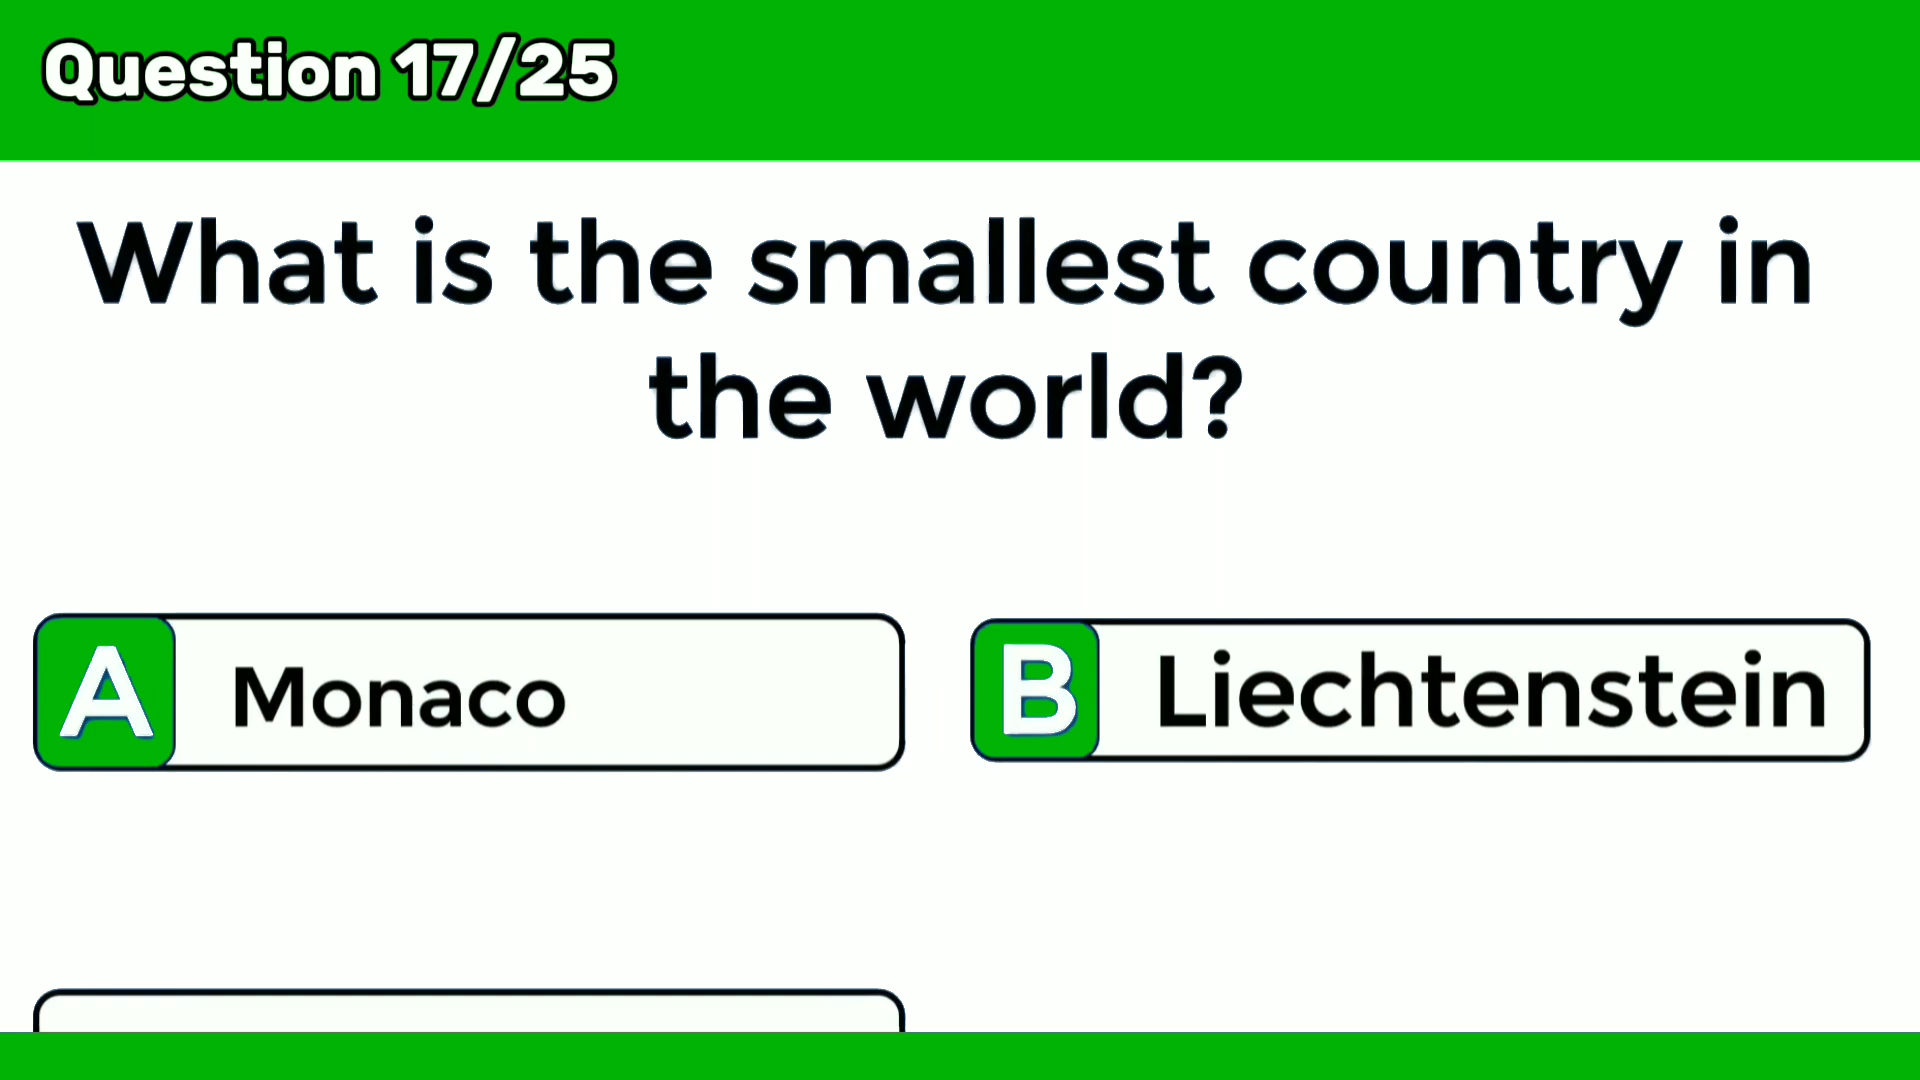 Question 17/25
What is the smallest country in
the world?
A Monaco
B Liechtenstein